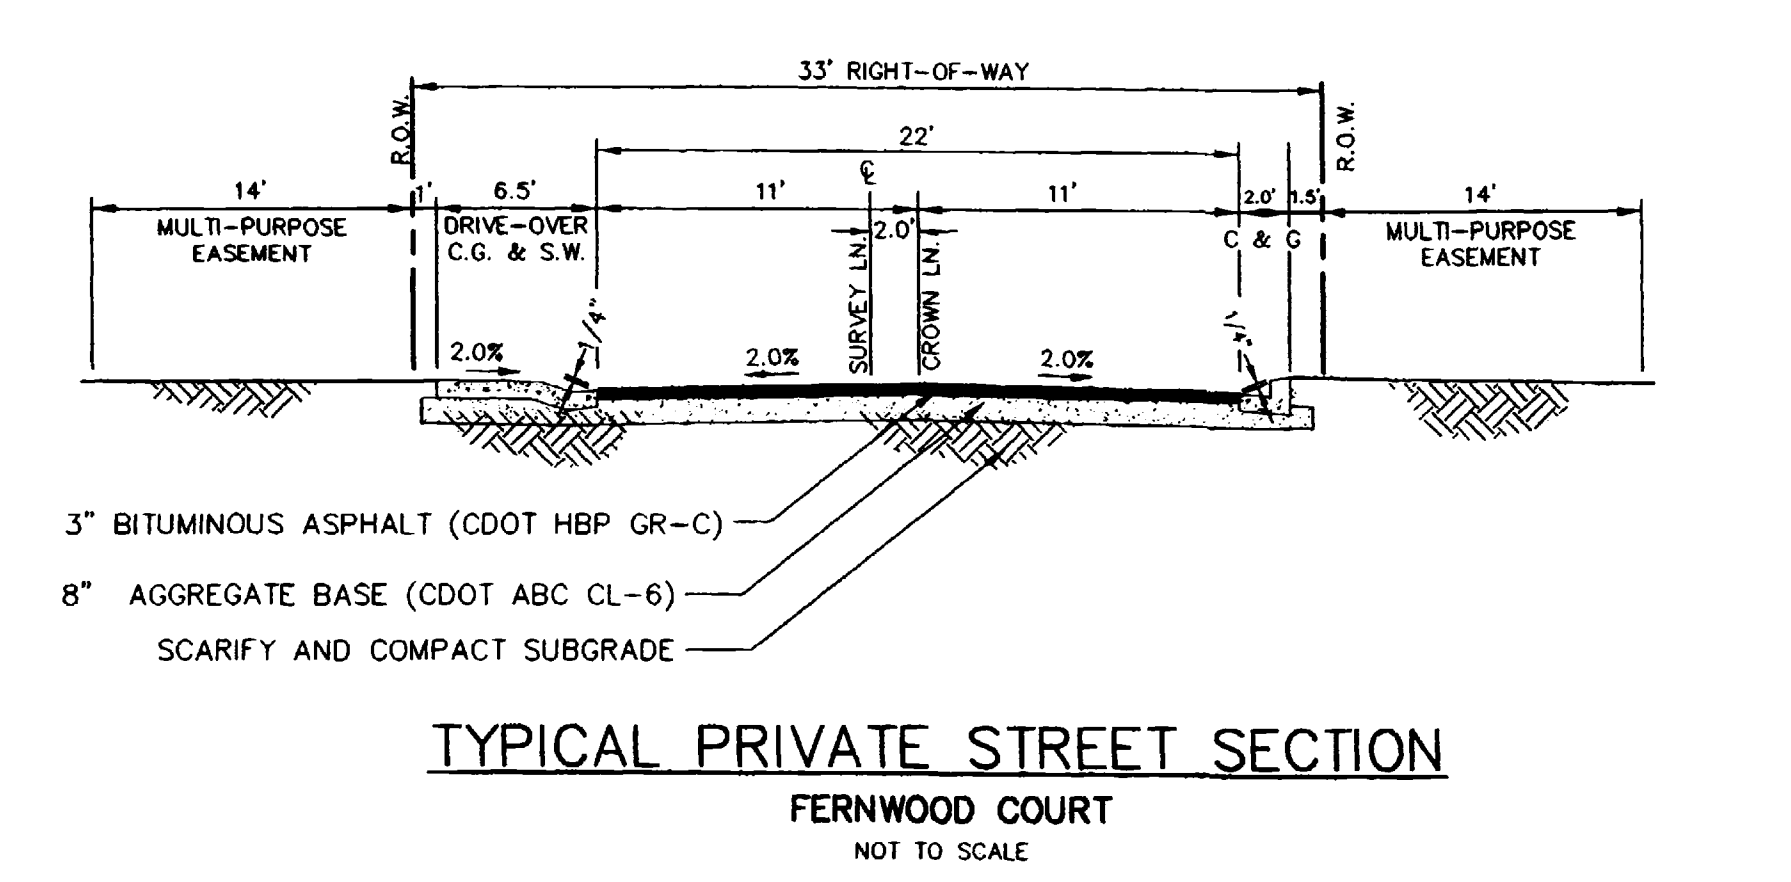 33' RIGHT-OF-WAY
R.O.W.
R.O.W.
22'
℄
14'
1'
6.5'
11'
11'
2.0'
1.5'
14'
MULTI-PURPOSE
EASEMENT
DRIVE-OVER
C.G. & S.W.
2.0'
C & G
MULTI-PURPOSE
EASEMENT
SURVEY LN.
CROWN LN.
1/4"
1/4"
2.0%
2.0%
2.0%
3" BITUMINOUS ASPHALT (CDOT HBP GR-C)
8" AGGREGATE BASE (CDOT ABC CL-6)
SCARIFY AND COMPACT SUBGRADE
TYPICAL PRIVATE STREET SECTION
FERNWOOD COURT
NOT TO SCALE